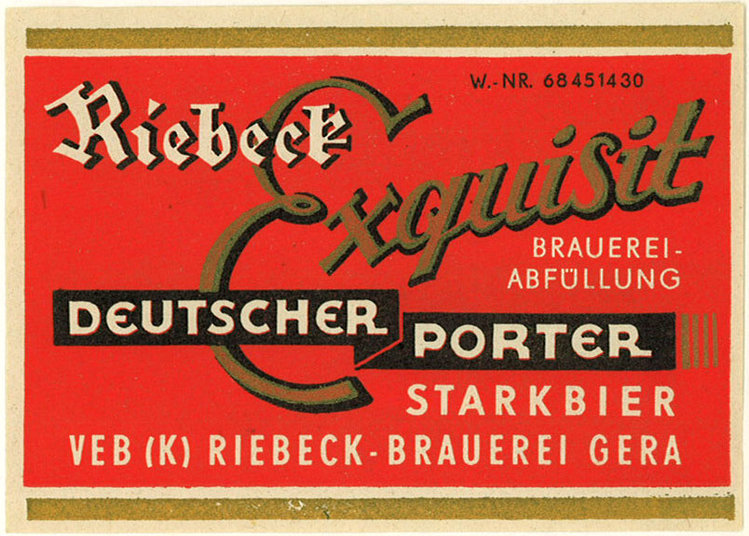 W.-NR. 68451430
Riebeck
Exquisit
BRAUEREI-
ABFÜLLUNG
DEUTSCHER
PORTER
STARKBIER
VEB (K) RIEBECK-BRAUEREI GERA